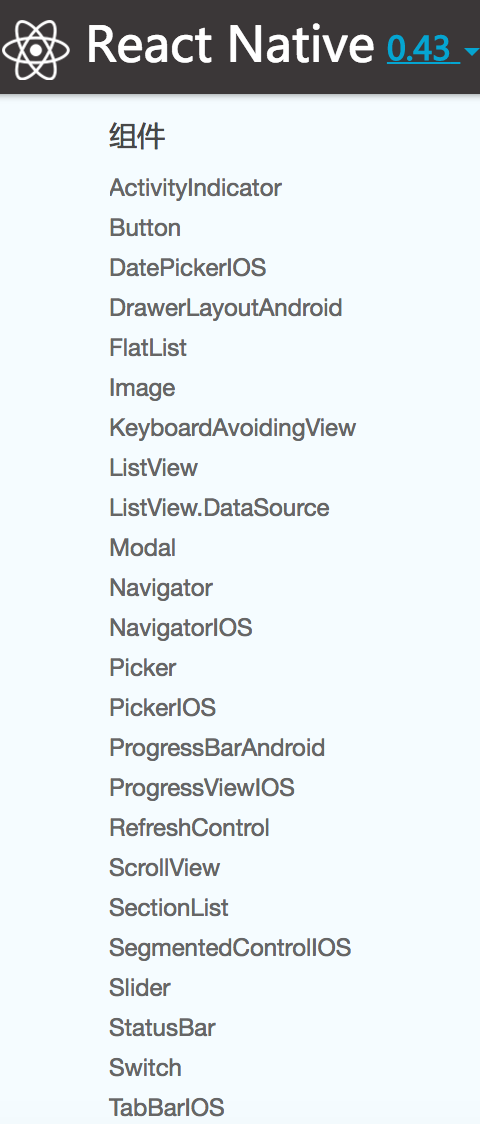 React Native 0.43
组件
ActivityIndicator
Button
DatePickerIOS
DrawerLayoutAndroid
FlatList
Image
KeyboardAvoidingView
ListView
ListView.DataSource
Modal
Navigator
NavigatorIOS
Picker
PickerIOS
ProgressBarAndroid
ProgressViewIOS
RefreshControl
ScrollView
SectionList
SegmentedControlIOS
Slider
StatusBar
Switch
TabBarIOS